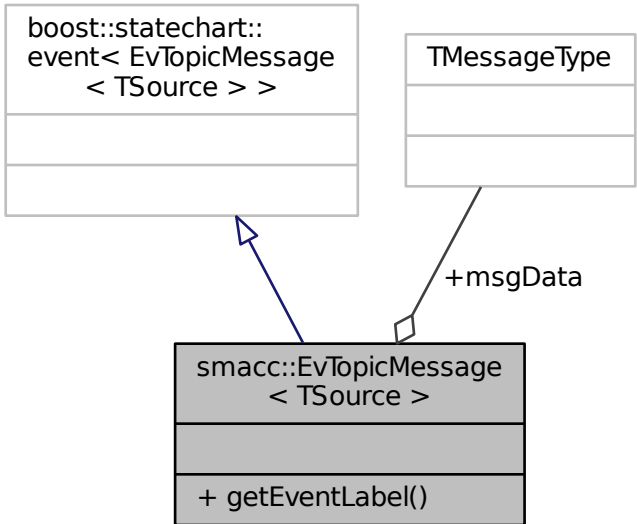 boost::statechart::
event< EvTopicMessage
< TSource > >
TMessageType
+msgData
smacc::EvTopicMessage
< TSource >
+ getEventLabel()